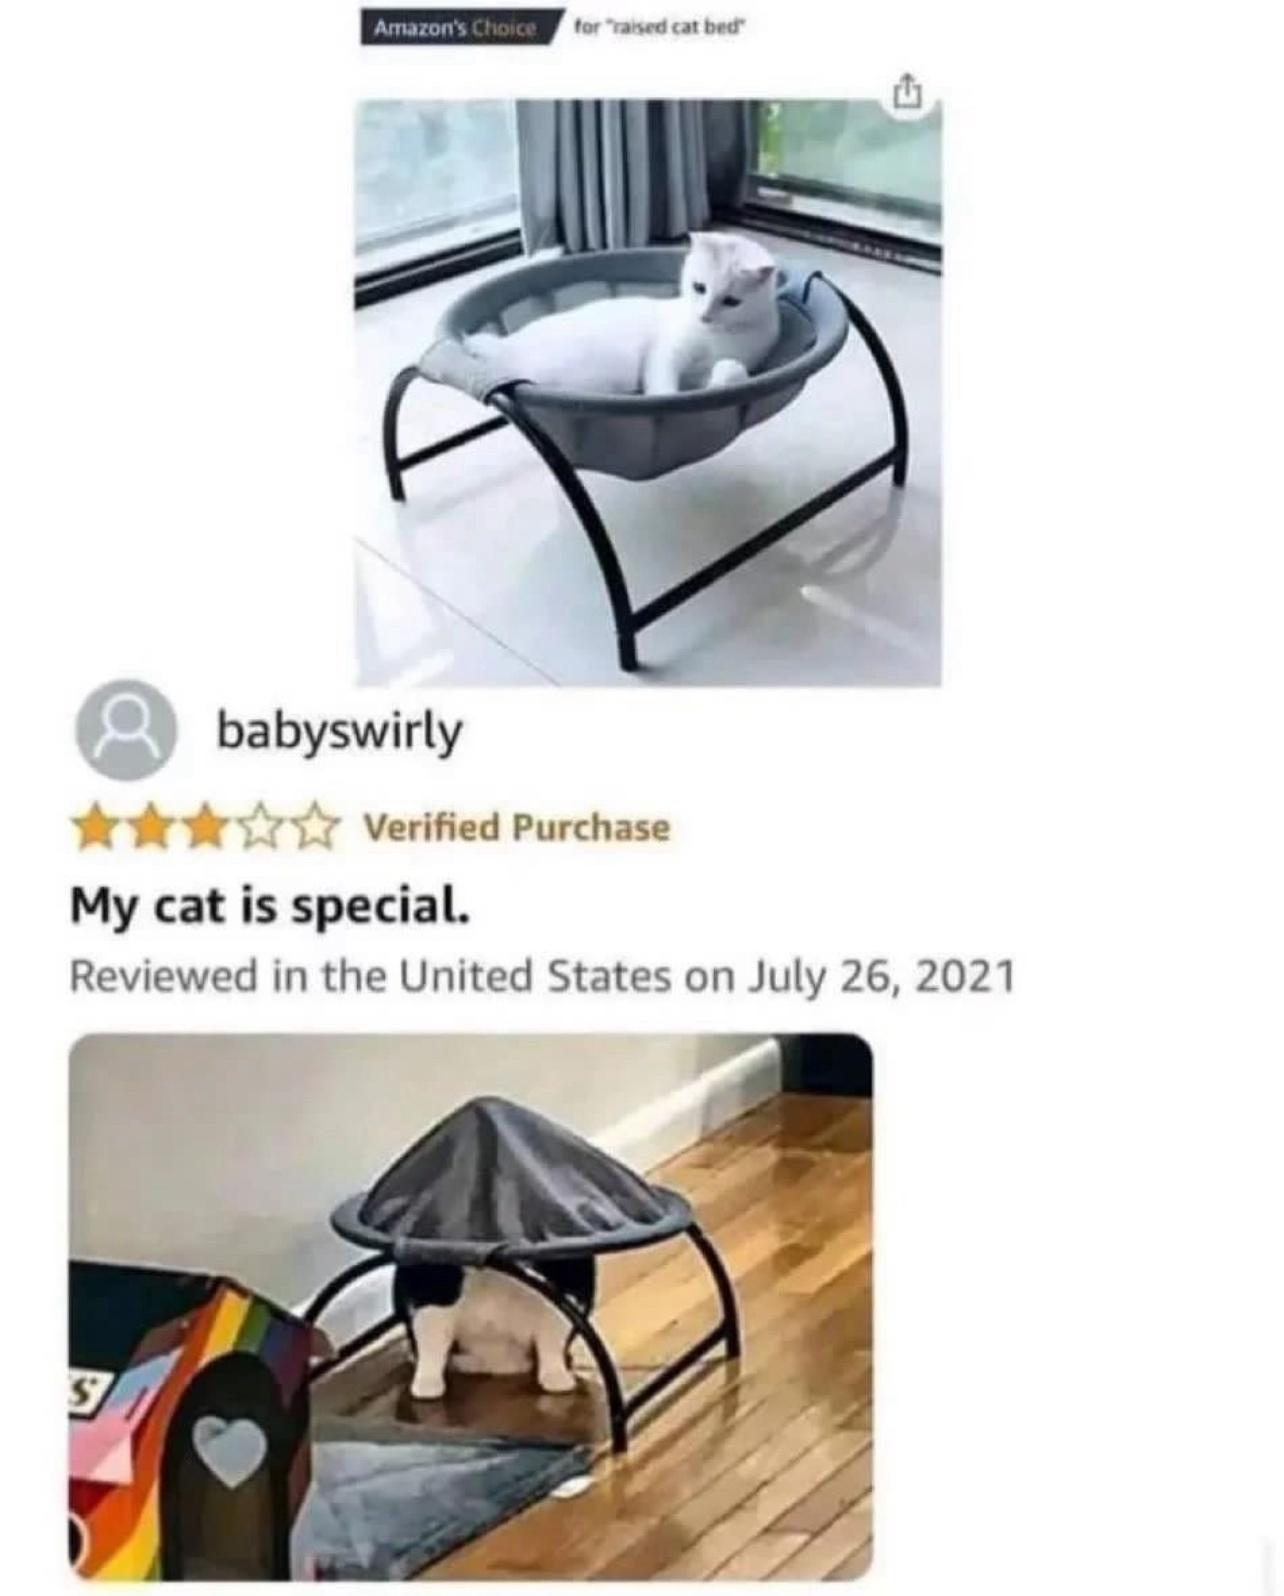 Amazon's Choice for "raised cat bed"
babyswirly
Verified Purchase
My cat is special.
Reviewed in the United States on July 26, 2021
S